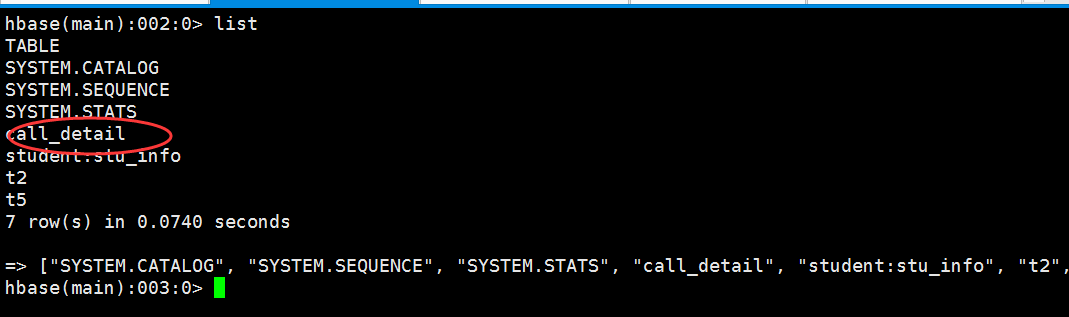 hbase(main):002:0> list
TABLE
SYSTEM.CATALOG
SYSTEM.SEQUENCE
SYSTEM.STATS
call_detail
student:stu_info
t2
t5
7 row(s) in 0.0740 seconds
=> ["SYSTEM.CATALOG", "SYSTEM.SEQUENCE", "SYSTEM.STATS", "call_detail", "student:stu_info", "t2",
hbase(main):003:0>